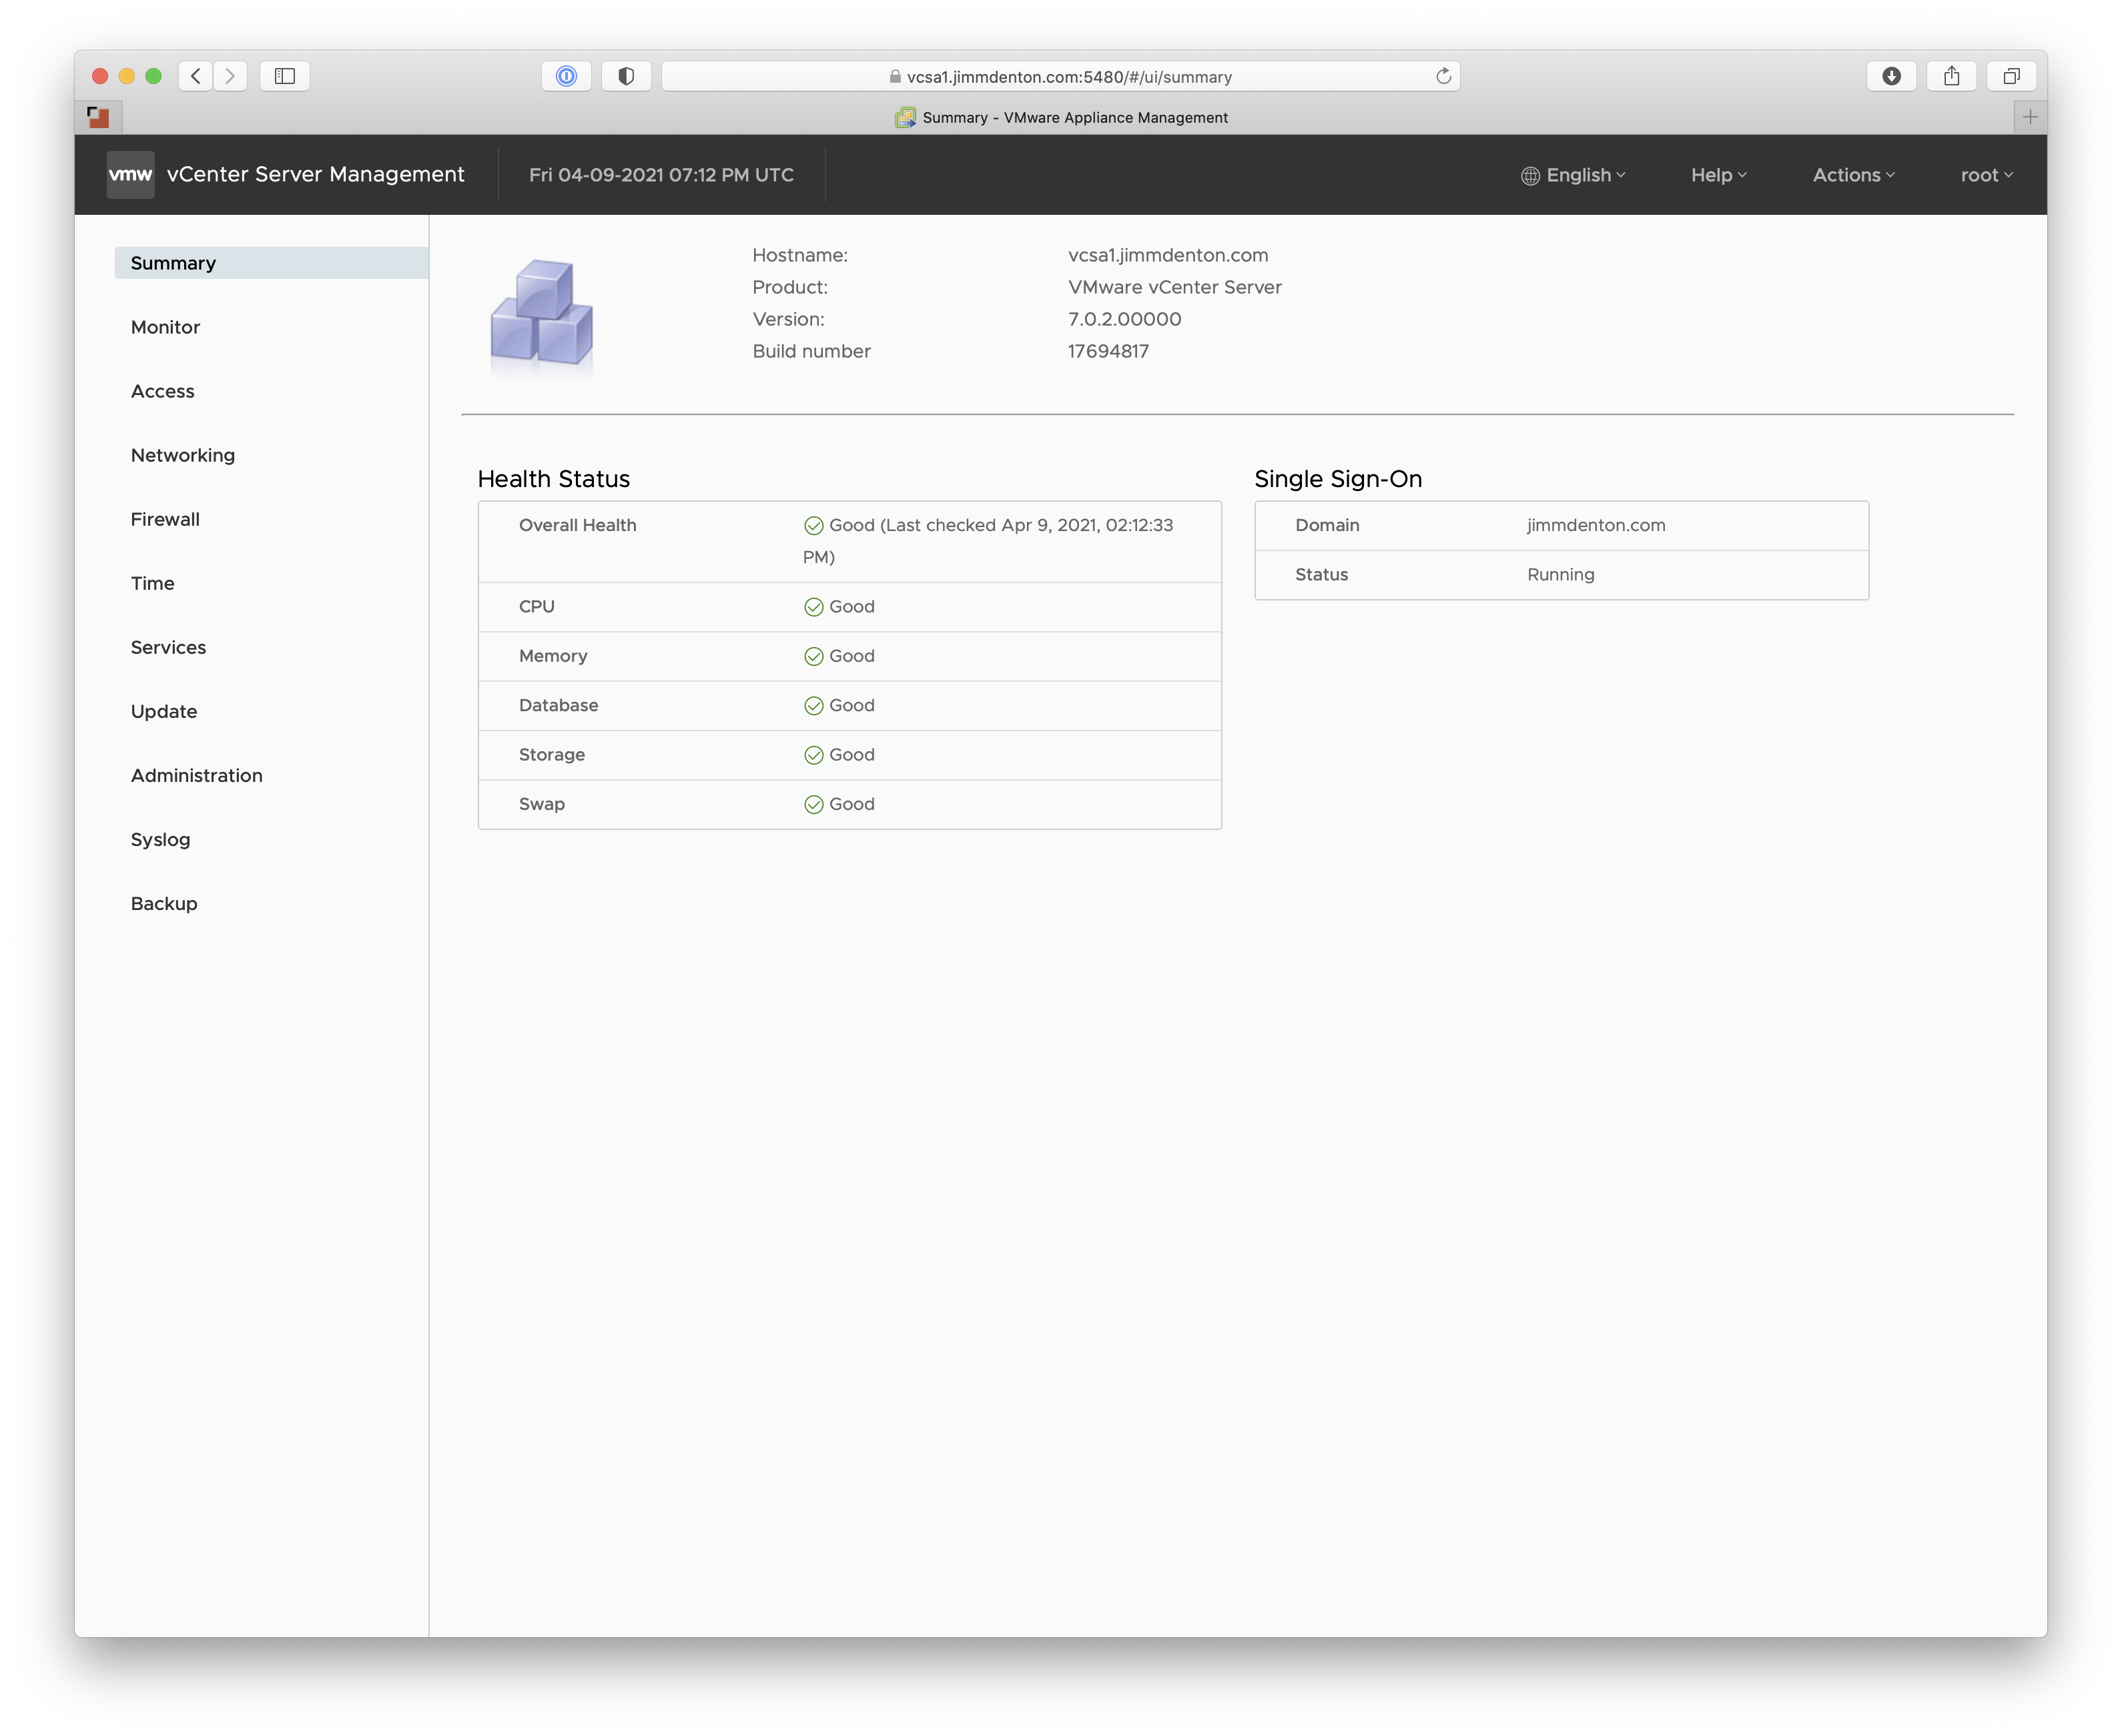 vcsa1.jimmdenton.com:5480/#/ui/summary
Summary - VMware Appliance Management
vmw vCenter Server Management Fri 04-09-2021 07:12 PM UTC English Help Actions root
Summary
Monitor
Access
Networking
Firewall
Time
Services
Update
Administration
Syslog
Backup
Hostname: vcsa1.jimmdenton.com
Product: VMware vCenter Server
Version: 7.0.2.00000
Build number 17694817
Health Status
Overall Health Good (Last checked Apr 9, 2021, 02:12:33
PM)
CPU Good
Memory Good
Database Good
Storage Good
Swap Good
Single Sign-On
Domain jimmdenton.com
Status Running